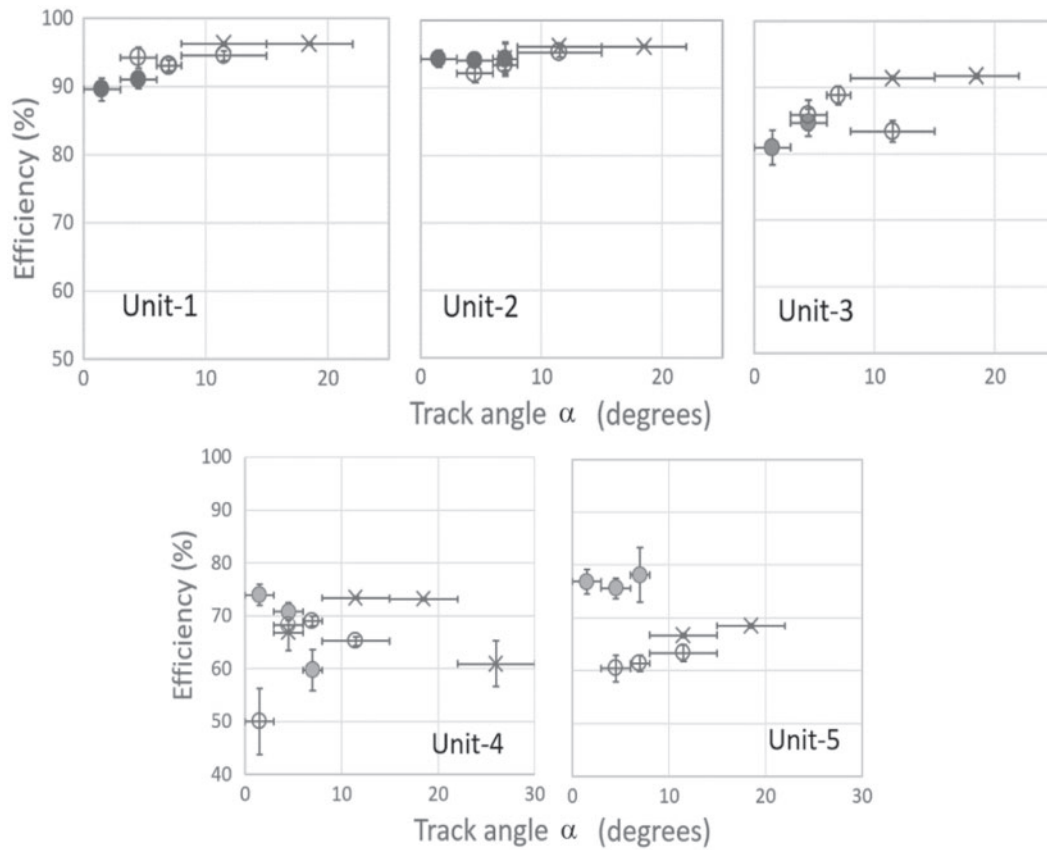 100
90
80
70
60
50
Efficiency (%)
Unit-1
Unit-2
Unit-3
0 10 20 0 10 20 0 10 20
Track angle α (degrees)
100
90
80
70
60
50
40
Efficiency (%)
Unit-4
Unit-5
0 10 20 30 0 10 20 30
Track angle α (degrees)